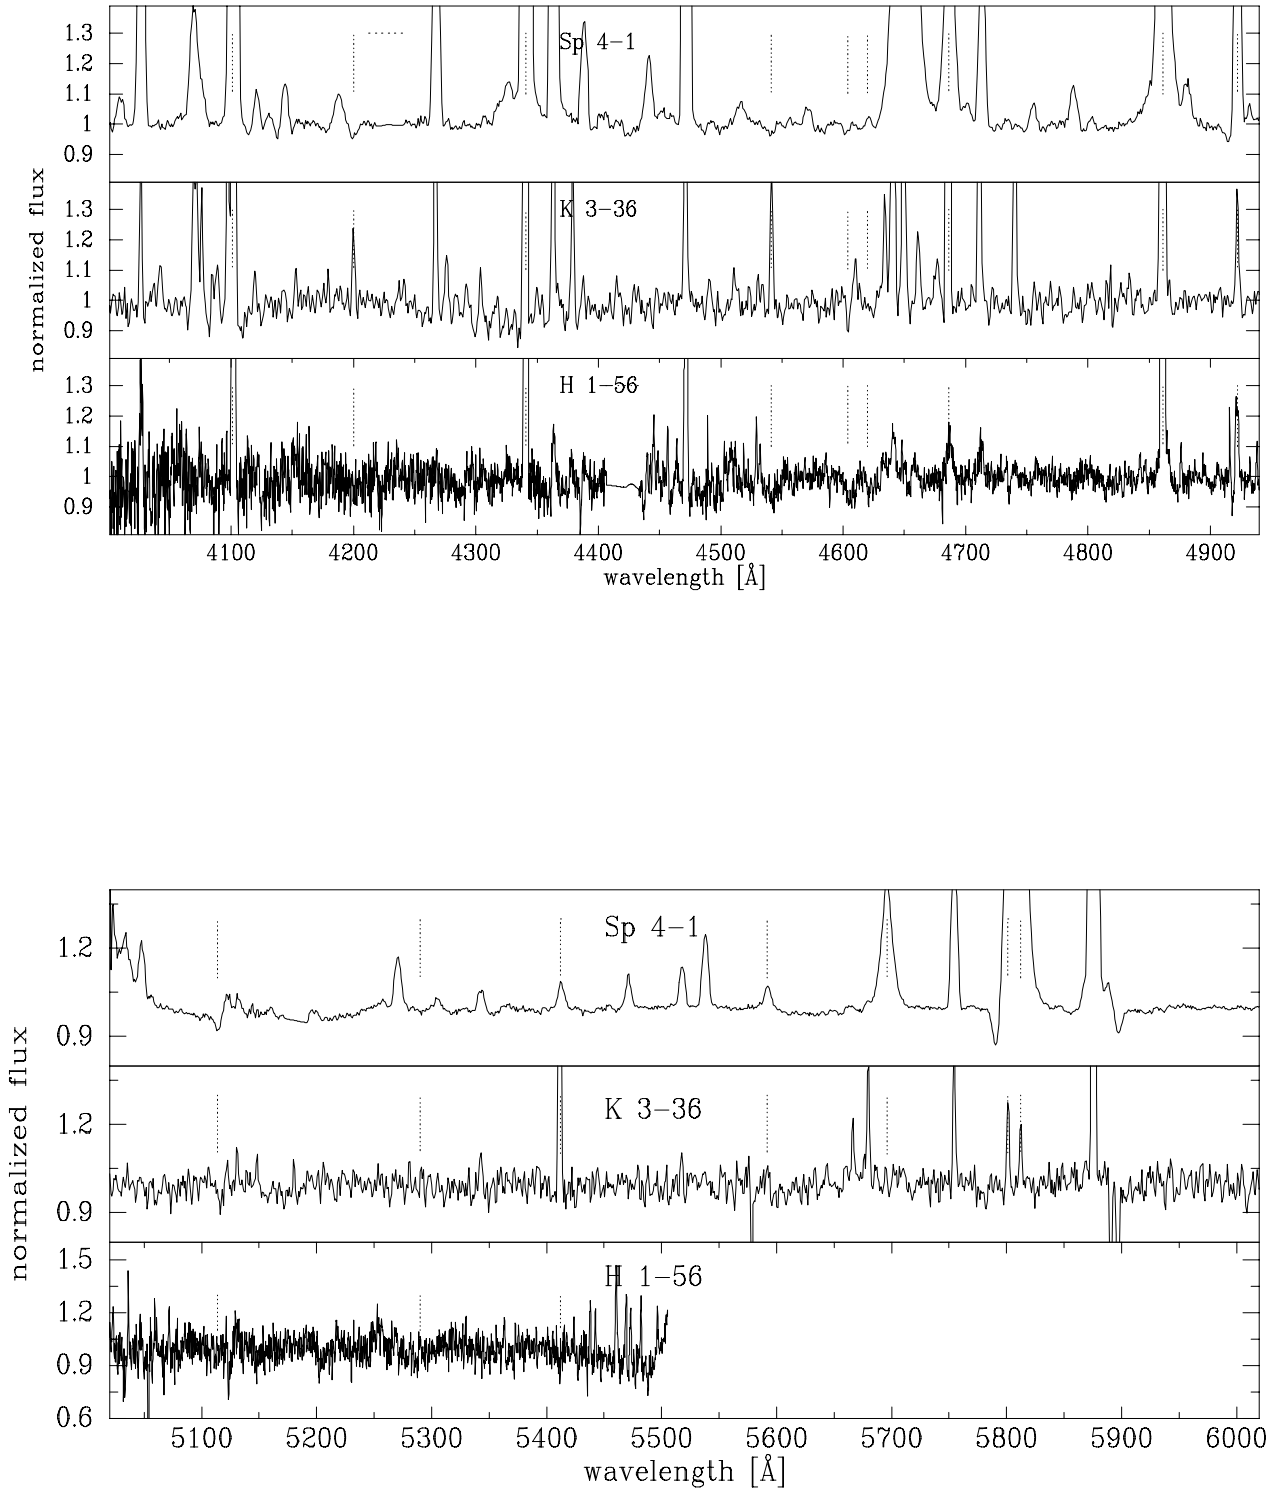 1.3
Sp 4-1
1.2
1.1
1
0.9
normalized flux
1.3
K 3-36
1.2
1.1
1
0.9
1.3
H 1-56
1.2
1.1
1
0.9
4100 4200 4300 4400 4500 4600 4700 4800 4900
wavelength [Å]
Sp 4-1
1.2
0.9
normalized flux
K 3-36
1.2
0.9
1.5
H 1-56
1.2
0.9
0.6
5100 5200 5300 5400 5500 5600 5700 5800 5900 6000
wavelength [Å]